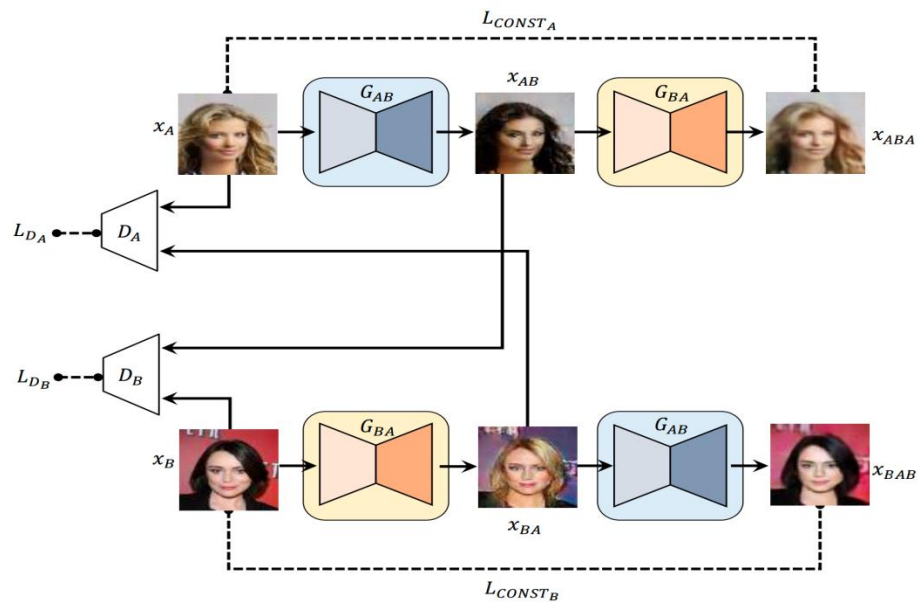 L_{CONST_A}
x_{AB}
G_{AB}
G_{BA}
x_A
x_{ABA}
L_{D_A}
D_A
L_{D_B}
D_B
G_{BA}
G_{AB}
x_B
x_{BAB}
x_{BA}
L_{CONST_B}